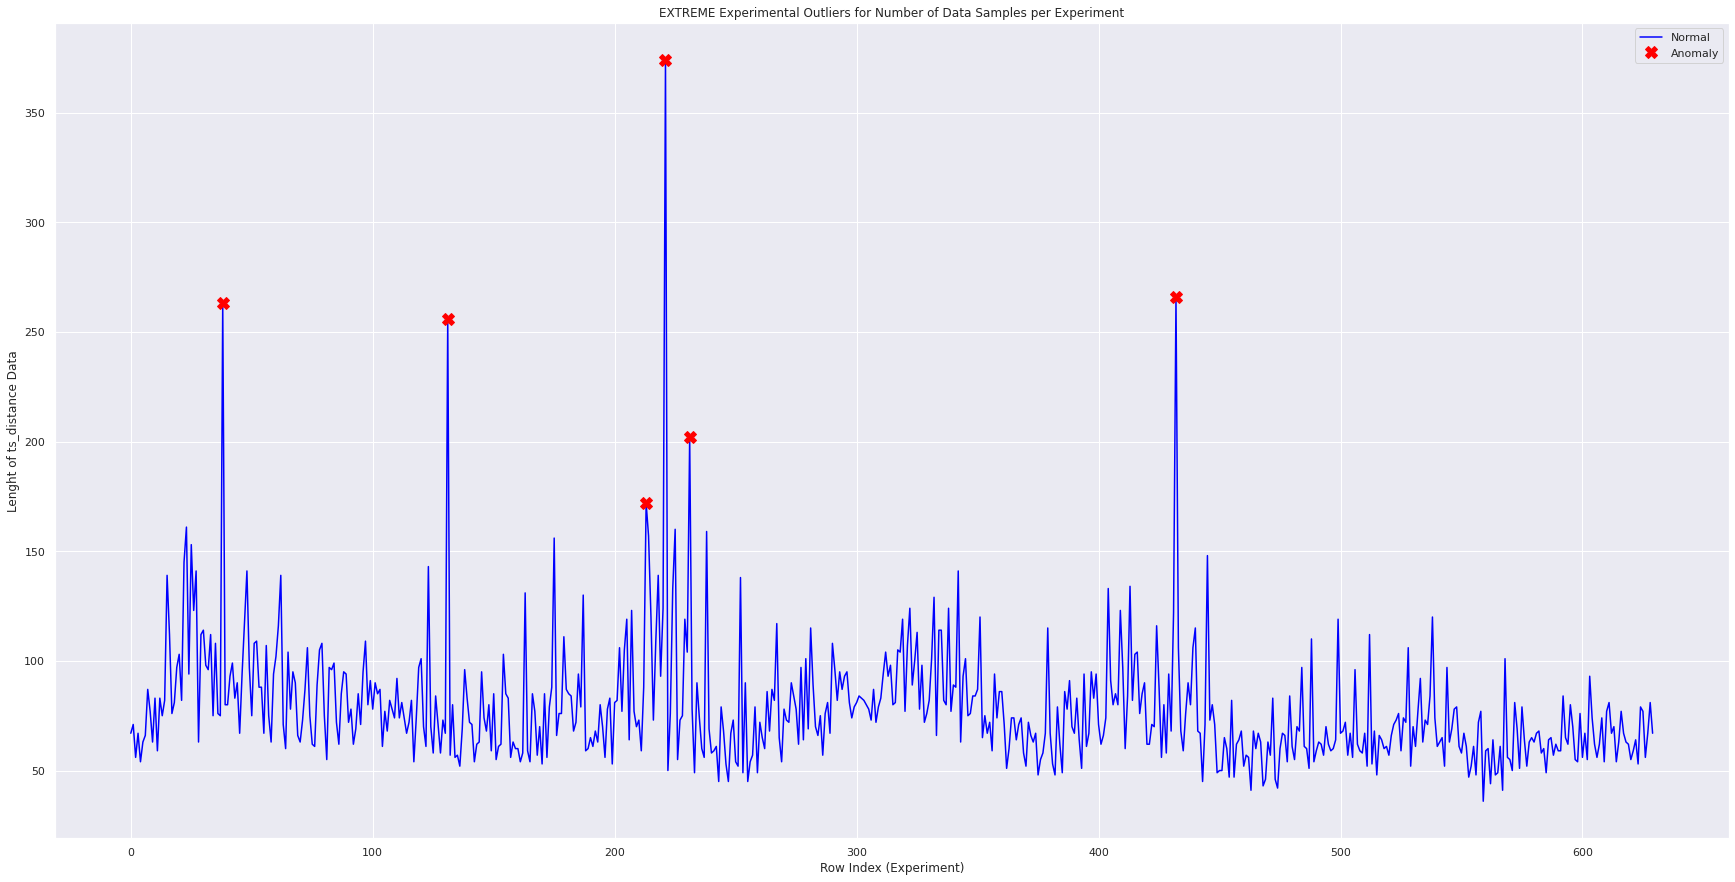 EXTREME Experimental Outliers for Number of Data Samples per Experiment
Normal
Anomaly
Lenght of ts_distance Data
350
300
250
200
150
100
50
0 100 200 300 400 500 600
Row Index (Experiment)